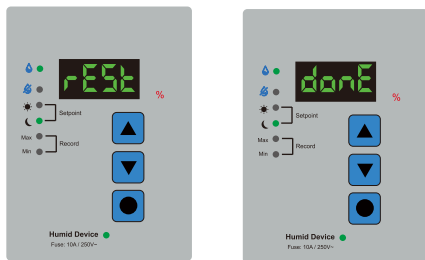 rESt
%
Setpoint
Max
Record
Min
Humid Device
Fuse: 10A / 250V~
donE
%
Setpoint
Max
Record
Min
Humid Device
Fuse: 10A / 250V~